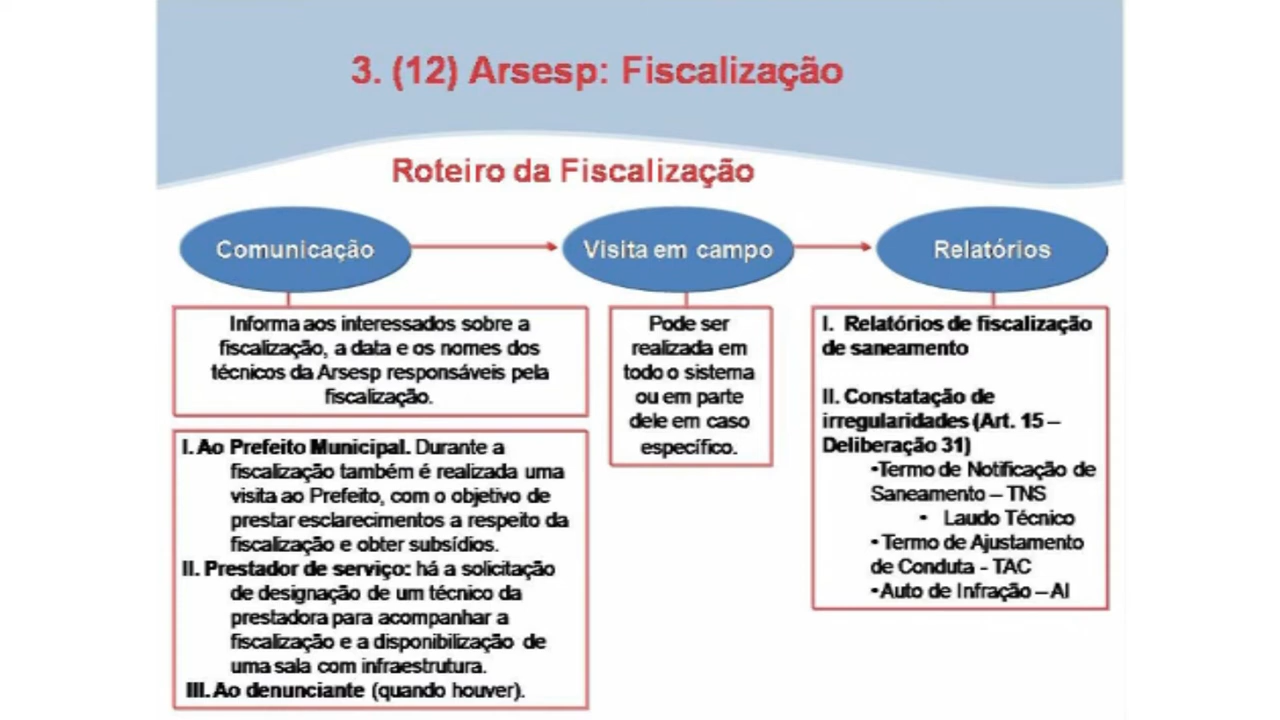 3. (12) Arsesp: Fiscalização
Roteiro da Fiscalização
Comunicação
Visita em campo
Relatórios
Informa aos interessados sobre a
fiscalização, a data e os nomes dos
técnicos da Arsesp responsáveis pela
fiscalização.
I. Ao Prefeito Municipal. Durante a
fiscalização também é realizada uma
visita ao Prefeito, com o objetivo de
prestar esclarecimentos a respeito da
fiscalização e obter subsídios.
II. Prestador de serviço: há a solicitação
de designação de um técnico da
prestadora para acompanhar a
fiscalização e a disponibilização de
uma sala com infraestrutura.
III. Ao denunciante (quando houver).
Pode ser
realizada em
todo o sistema
ou em parte
dele em caso
específico.
I. Relatórios de fiscalização
de saneamento
II. Constatação de
irregularidades (Art. 15 –
Deliberação 31)
•Termo de Notificação de
Saneamento – TNS
• Laudo Técnico
• Termo de Ajustamento
de Conduta - TAC
•Auto de Infração – AI